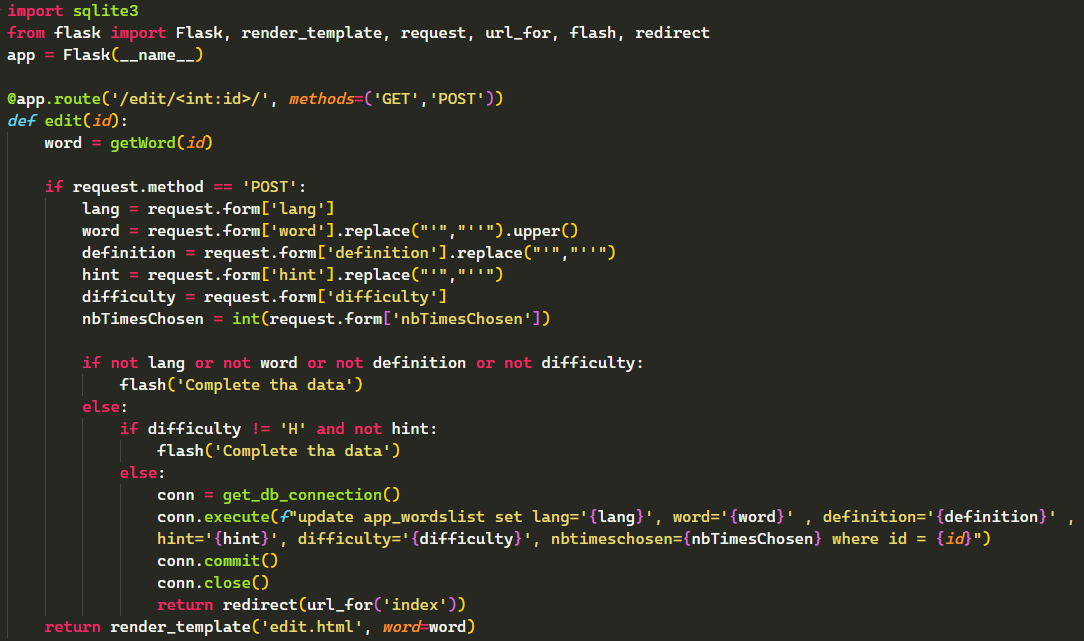 import sqlite3
from flask import Flask, render_template, request, url_for, flash, redirect
app = Flask(__name__)

@app.route('/edit/<int:id>/', methods=('GET','POST'))
def edit(id):
    word = getWord(id)

    if request.method == 'POST':
        lang = request.form['lang']
        word = request.form['word'].replace("'","''").upper()
        definition = request.form['definition'].replace("'","''")
        hint = request.form['hint'].replace("'","''")
        difficulty = request.form['difficulty']
        nbTimesChosen = int(request.form['nbTimesChosen'])

        if not lang or not word or not definition or not difficulty:
            flash('Complete tha data')
        else:
            if difficulty != 'H' and not hint:
                flash('Complete tha data')
            else:
                conn = get_db_connection()
                conn.execute(f"update app_wordslist set lang='{lang}', word='{word}' , definition='{definition}' ,
                hint='{hint}', difficulty='{difficulty}', nbtimeschosen={nbTimesChosen} where id = {id}")
                conn.commit()
                conn.close()
                return redirect(url_for('index'))
    return render_template('edit.html', word=word)